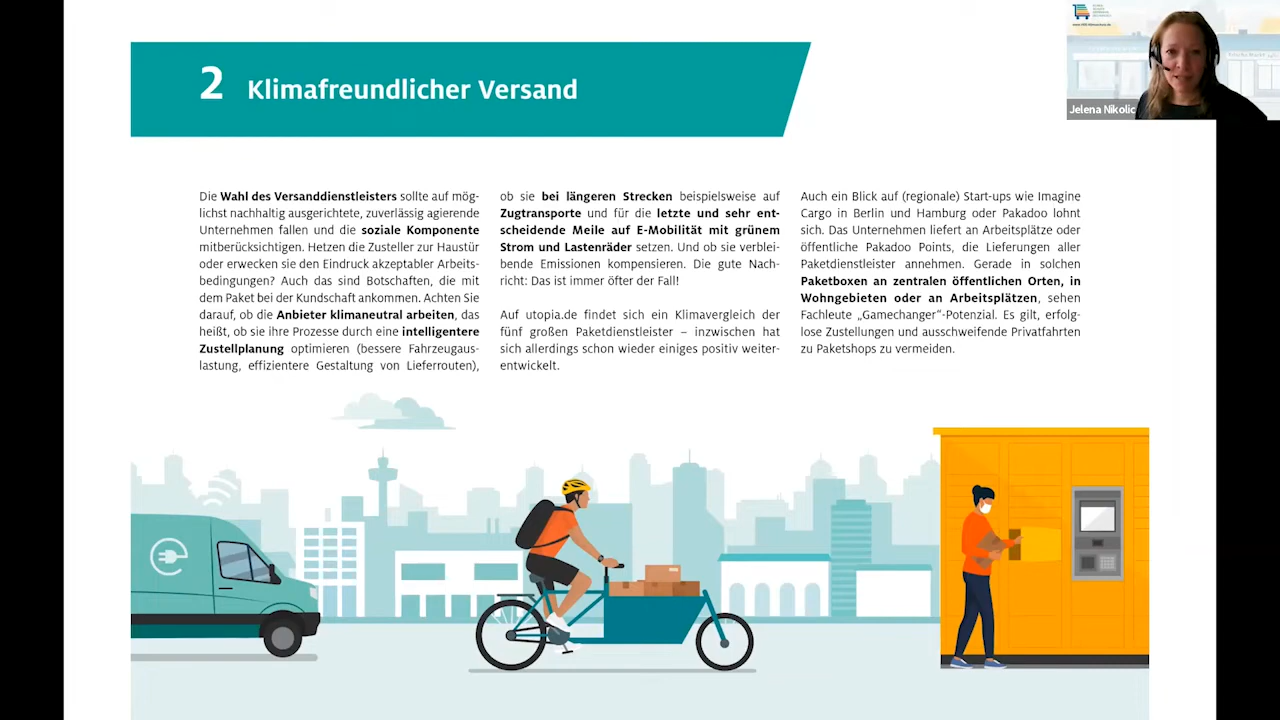 2 Klimafreundlicher Versand
Die Wahl des Versanddienstleisters sollte auf mög-
lichst nachhaltig ausgerichtete, zuverlässig agierende
Unternehmen fallen und die soziale Komponente
mitberücksichtigen. Hetzen die Zusteller zur Haustür
oder erwecken sie den Eindruck akzeptabler Arbeits-
bedingungen? Auch das sind Botschaften, die mit
dem Paket bei der Kundschaft ankommen. Achten Sie
darauf, ob die Anbieter klimaneutral arbeiten, das
heißt, ob sie ihre Prozesse durch eine intelligentere
Zustellplanung optimieren (bessere Fahrzeugaus-
lastung, effizientere Gestaltung von Lieferrouten),
ob sie bei längeren Strecken beispielsweise auf
Zugtransporte und für die letzte und sehr ent-
scheidende Meile auf E-Mobilität mit grünem
Strom und Lastenräder setzen. Und ob sie verblei-
bende Emissionen kompensieren. Die gute Nach-
richt: Das ist immer öfter der Fall!
Auf utopia.de findet sich ein Klimavergleich der
fünf großen Paketdienstleister – inzwischen hat
sich allerdings schon wieder einiges positiv weiter-
entwickelt.
Auch ein Blick auf (regionale) Start-ups wie Imagine
Cargo in Berlin und Hamburg oder Pakadoo lohnt
sich. Das Unternehmen liefert an Arbeitsplätze oder
öffentliche Pakadoo Points, die Lieferungen aller
Paketdienstleister annehmen. Gerade in solchen
Paketboxen an zentralen öffentlichen Orten, in
Wohngebieten oder an Arbeitsplätzen, sehen
Fachleute „Gamechanger“-Potenzial. Es gilt, erfolg-
lose Zustellungen und ausschweifende Privatfahrten
zu Paketshops zu vermeiden.
Jelena Nikolic